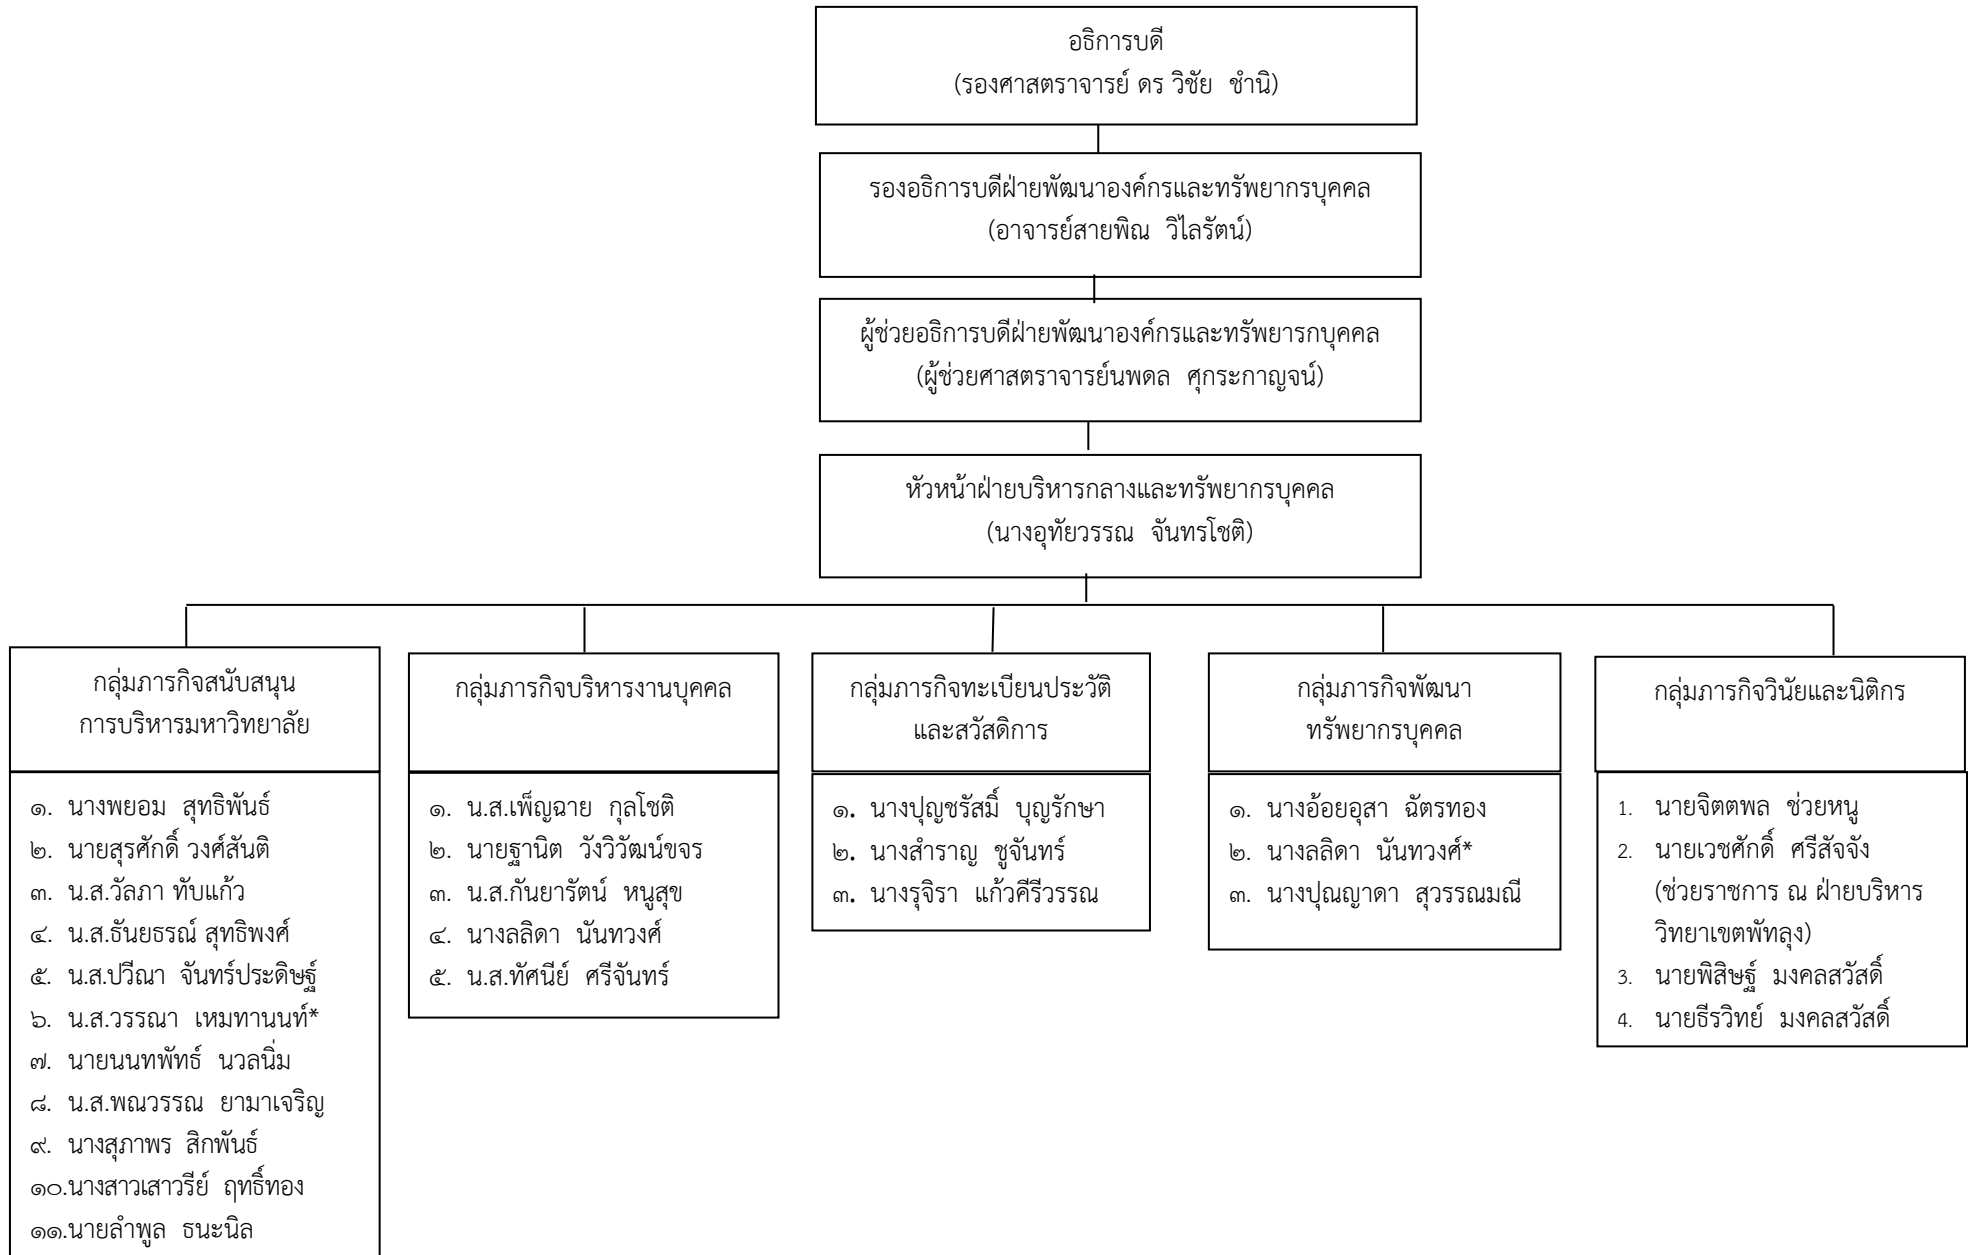 อธิการบดี
(รองศาสตราจารย์ ดร วิชัย ชำนิ)
รองอธิการบดีฝ่ายพัฒนาองค์กรและทรัพยากรบุคคล
(อาจารย์สายพิณ วิไลรัตน์)
ผู้ช่วยอธิการบดีฝ่ายพัฒนาองค์กรและทรัพยารกบุคคล
(ผู้ช่วยศาสตราจารย์นพดล ศุกระกาญจน์)
หัวหน้าฝ่ายบริหารกลางและทรัพยากรบุคคล
(นางอุทัยวรรณ จันทรโชติ)
กลุ่มภารกิจสนับสนุน
การบริหารมหาวิทยาลัย
๑. นางพยอม สุทธิพันธ์
๒. นายสุรศักดิ์ วงศ์สันติ
๓. น.ส.วัลภา ทับแก้ว
๔. น.ส.ธันยธรณ์ สุทธิพงศ์
๕. น.ส.ปวีณา จันทร์ประดิษฐ์
๖. น.ส.วรรณา เหมทานนท์*
๗. นายนนทพัทธ์ นวลนิ่ม
๘. น.ส.พณวรรณ ยามาเจริญ
๙. นางสุภาพร สิกพันธ์
๑๐.นางสาวเสาวรีย์ ฤทธิ์ทอง
๑๑.นายลำพูล ธนะนิล
กลุ่มภารกิจบริหารงานบุคคล
๑. น.ส.เพ็ญฉาย กุลโชติ
๒. นายฐานิต วังวิวัฒน์ขจร
๓. น.ส.กันยารัตน์ หนูสุข
๔. นางลลิดา นันทวงศ์
๕. น.ส.ทัศนีย์ ศรีจันทร์
กลุ่มภารกิจทะเบียนประวัติ
และสวัสดิการ
๑. นางปุญชรัสมิ์ บุญรักษา
๒. นางสำราญ ชูจันทร์
๓. นางรุจิรา แก้วคีรีวรรณ
กลุ่มภารกิจพัฒนา
ทรัพยากรบุคคล
๑. นางอ้อยอุสา ฉัตรทอง
๒. นางลลิดา นันทวงศ์*
๓. นางปุณญาดา สุวรรณมณี
กลุ่มภารกิจวินัยและนิติกร
1. นายจิตตพล ช่วยหนู
2. นายเวชศักดิ์ ศรีสัจจัง
(ช่วยราชการ ณ ฝ่ายบริหาร
วิทยาเขตพัทลุง)
3. นายพิสิษฐ์ มงคลสวัสดิ์
4. นายธีรวิทย์ มงคลสวัสดิ์